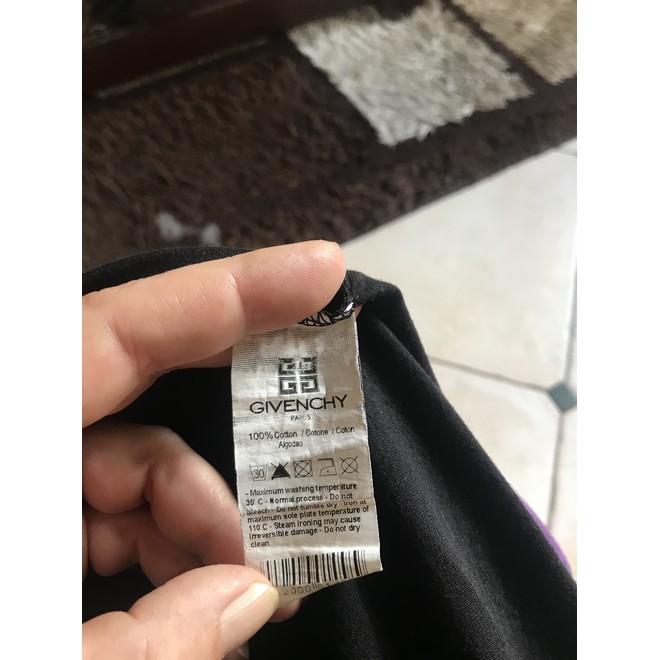 GIVENCHY
PARIS
100% Cotton / Cotone / Coton
Algodao
30
- Maximum washing temperature
30°C - Normal process - Do not
bleach - Do not tumble dry - Iron at
maximum sole plate temperature of
110°C - Steam ironing may cause
irreversible damage - Do not dry
clean